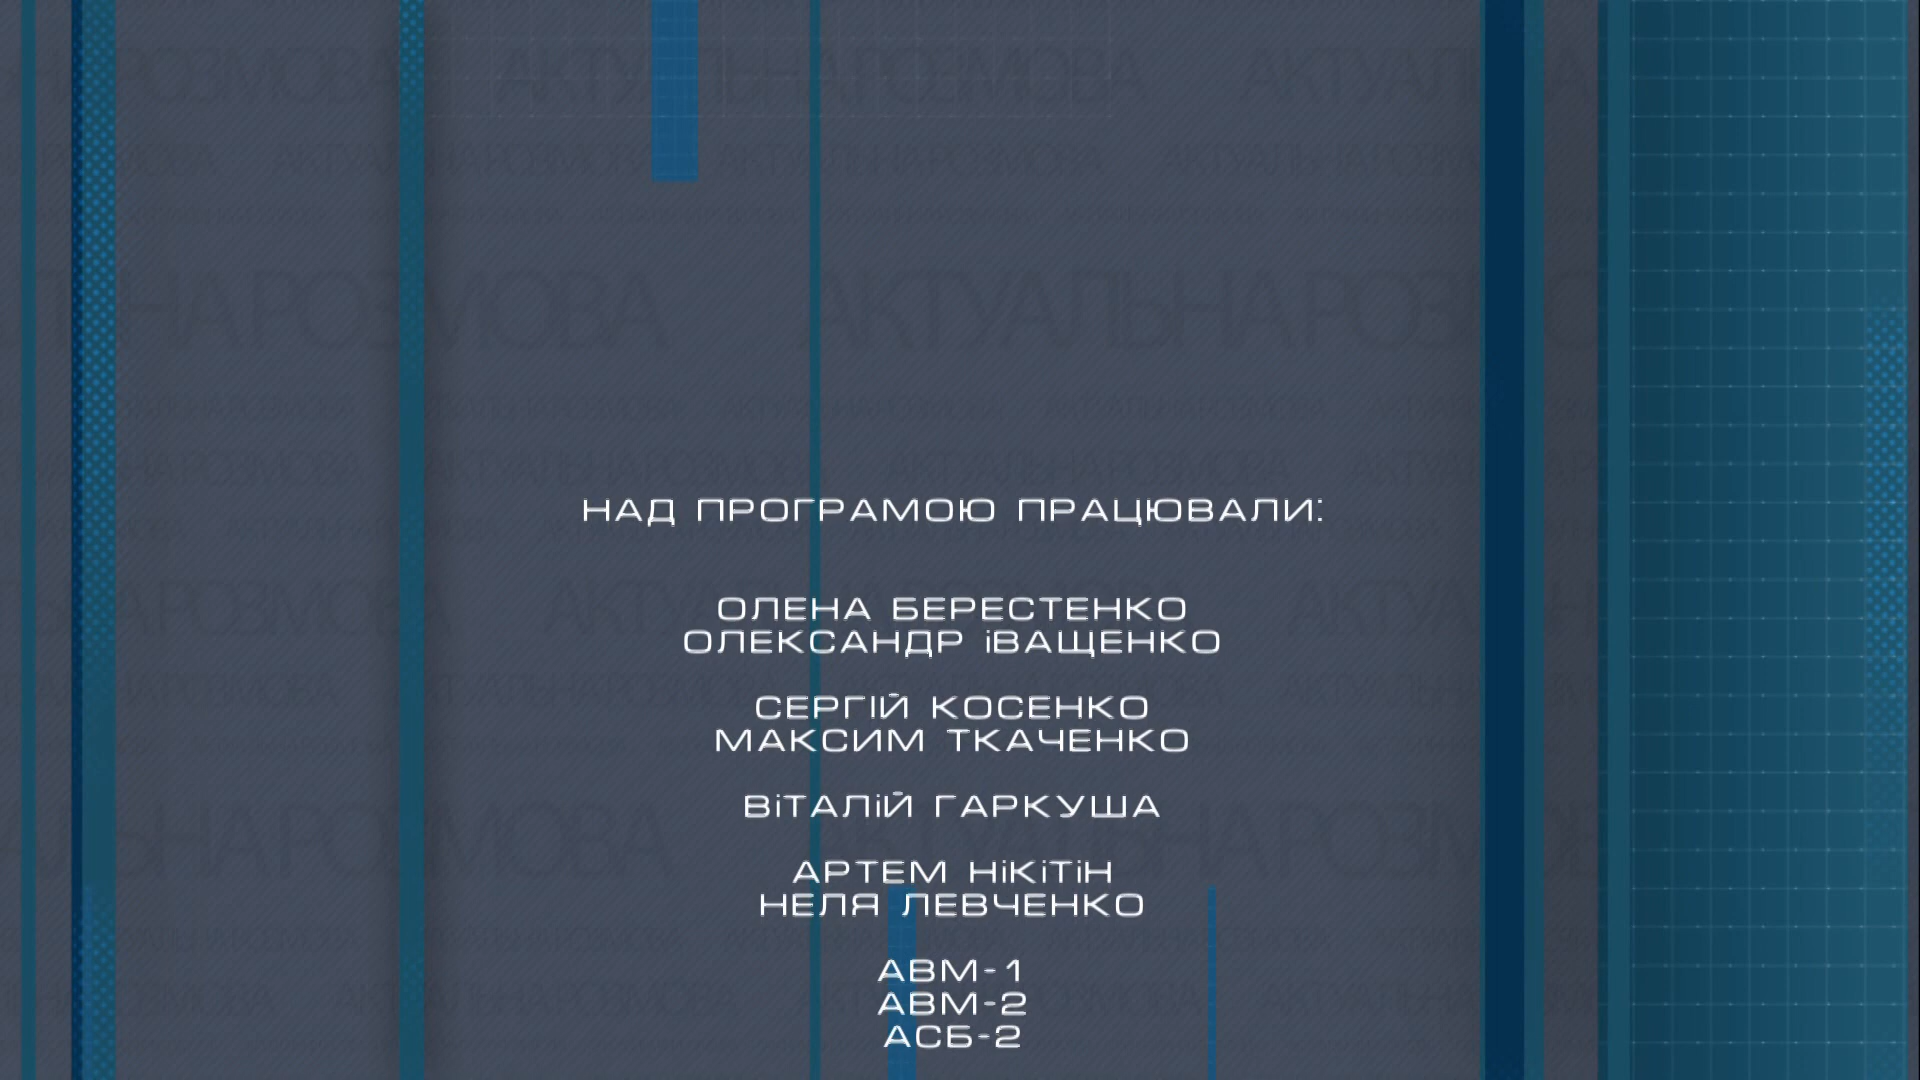 НАД ПРОГРАМОЮ ПРАЦЮВАЛИ:
ОЛЕНА БЕРЕСТЕНКО
ОЛЕКСАНДР іВАЩЕНКО
СЕРГІЙ КОСЕНКО
МАКСИМ ТКАЧЕНКО
ВіТАЛіЙ ГАРКУША
АРТЕМ НіКіТіН
НЕЛЯ ЛЕВЧЕНКО
АВМ-1
АВМ-2
АСБ-2